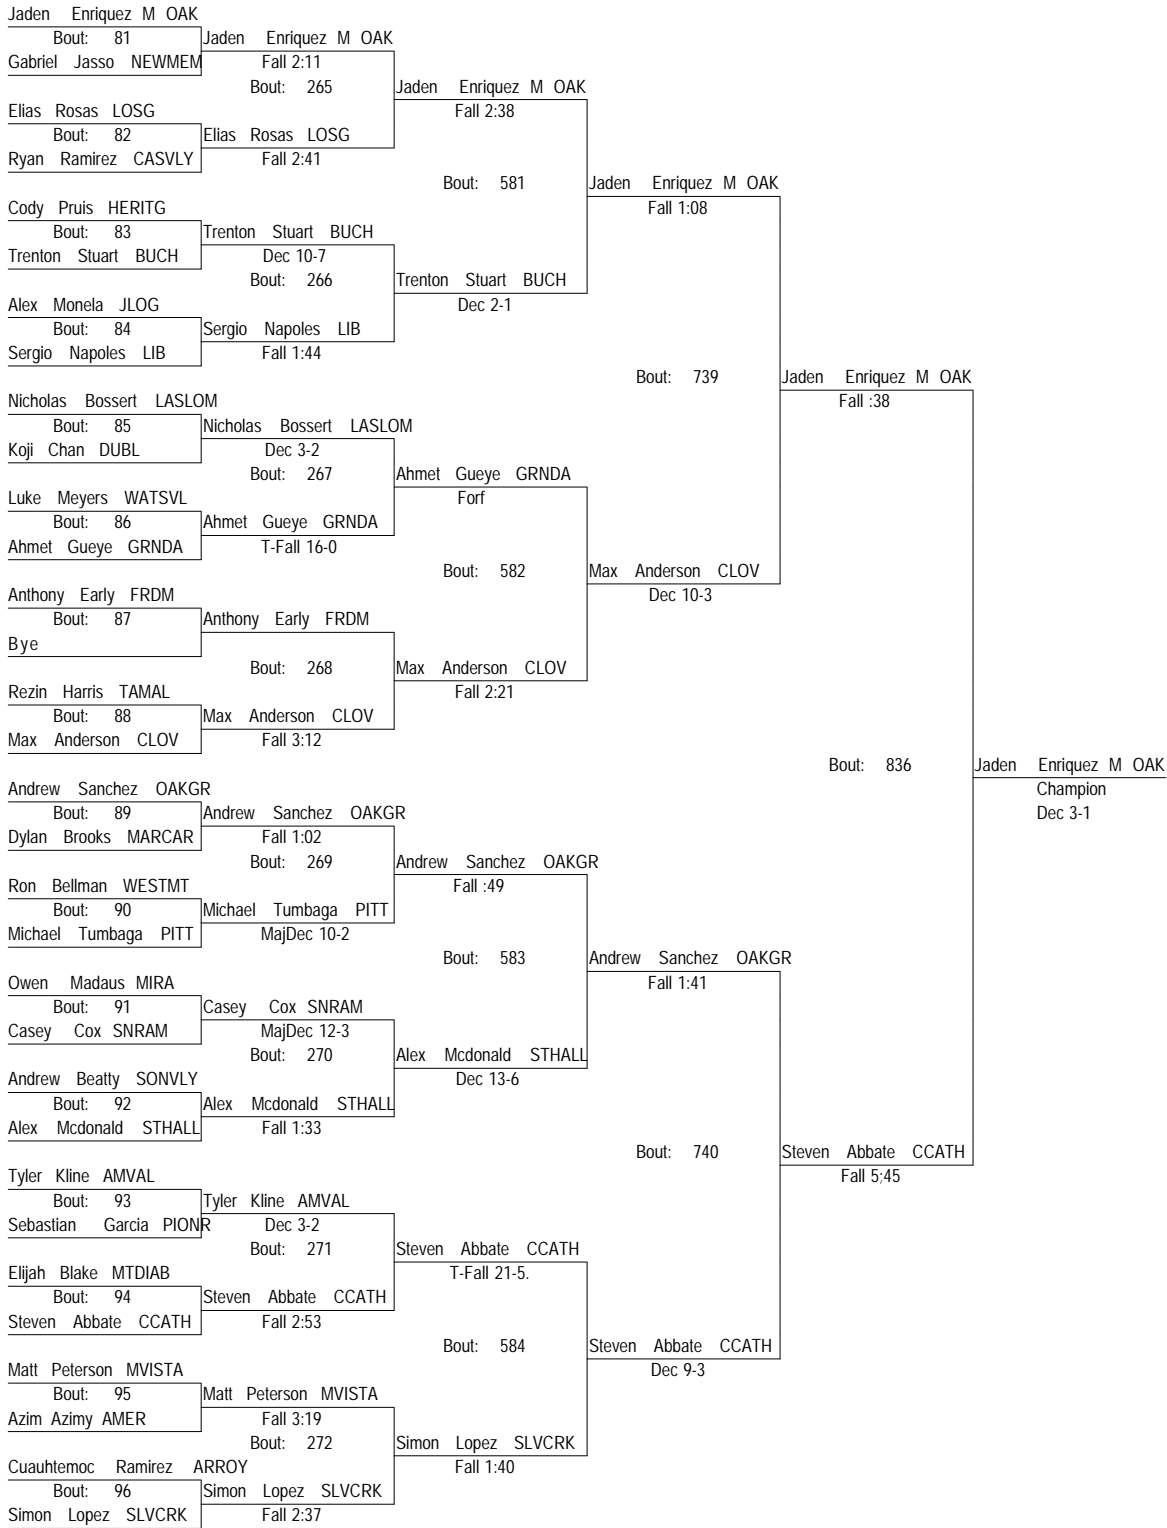 Jaden Enriquez M OAK
Bout: 81 Jaden Enriquez M OAK
Gabriel Jasso NEWMEM Fall 2:11
Bout: 265 Jaden Enriquez M OAK
Elias Rosas LOSG Fall 2:38
Bout: 82 Elias Rosas LOSG
Ryan Ramirez CASVLY Fall 2:41
Bout: 581 Jaden Enriquez M OAK
Cody Pruis HERITG Fall 1:08
Bout: 83 Trenton Stuart BUCH
Trenton Stuart BUCH Dec 10-7
Bout: 266 Trenton Stuart BUCH
Alex Monela JLOG Dec 2-1
Bout: 84 Sergio Napoles LIB
Sergio Napoles LIB Fall 1:44
Bout: 739 Jaden Enriquez M OAK
Nicholas Bossert LASLOM Fall :38
Bout: 85 Nicholas Bossert LASLOM
Koji Chan DUBL Dec 3-2
Bout: 267 Ahmet Gueye GRNDA
Luke Meyers WATSVL Forf
Bout: 86 Ahmet Gueye GRNDA
Ahmet Gueye GRNDA T-Fall 16-0
Bout: 582 Max Anderson CLOV
Anthony Early FRDM Dec 10-3
Bout: 87 Anthony Early FRDM
Bye
Bout: 268 Max Anderson CLOV
Rezin Harris TAMAL Fall 2:21
Bout: 88 Max Anderson CLOV
Max Anderson CLOV Fall 3:12
Bout: 836 Jaden Enriquez M OAK
Andrew Sanchez OAKGR Champion
Bout: 89 Andrew Sanchez OAKGR Dec 3-1
Dylan Brooks MARCAR Fall 1:02
Bout: 269 Andrew Sanchez OAKGR
Ron Bellman WESTMT Fall :49
Bout: 90 Michael Tumbaga PITT
Michael Tumbaga PITT MajDec 10-2
Bout: 583 Andrew Sanchez OAKGR
Owen Madaus MIRA Fall 1:41
Bout: 91 Casey Cox SNRAM
Casey Cox SNRAM MajDec 12-3
Bout: 270 Alex Mcdonald STHALL
Andrew Beatty SONVLY Dec 13-6
Bout: 92 Alex Mcdonald STHALL
Alex Mcdonald STHALL Fall 1:33
Bout: 740 Steven Abbate CCATH
Tyler Kline AMVAL Fall 5;45
Bout: 93 Tyler Kline AMVAL
Sebastian Garcia PIONR Dec 3-2
Bout: 271 Steven Abbate CCATH
Elijah Blake MTDIAB T-Fall 21-5.
Bout: 94 Steven Abbate CCATH
Steven Abbate CCATH Fall 2:53
Bout: 584 Steven Abbate CCATH
Matt Peterson MVISTA Dec 9-3
Bout: 95 Matt Peterson MVISTA
Azim Azimy AMER Fall 3:19
Bout: 272 Simon Lopez SLVCRK
Cuauhtemoc Ramirez ARROY Fall 1:40
Bout: 96 Simon Lopez SLVCRK
Simon Lopez SLVCRK Fall 2:37